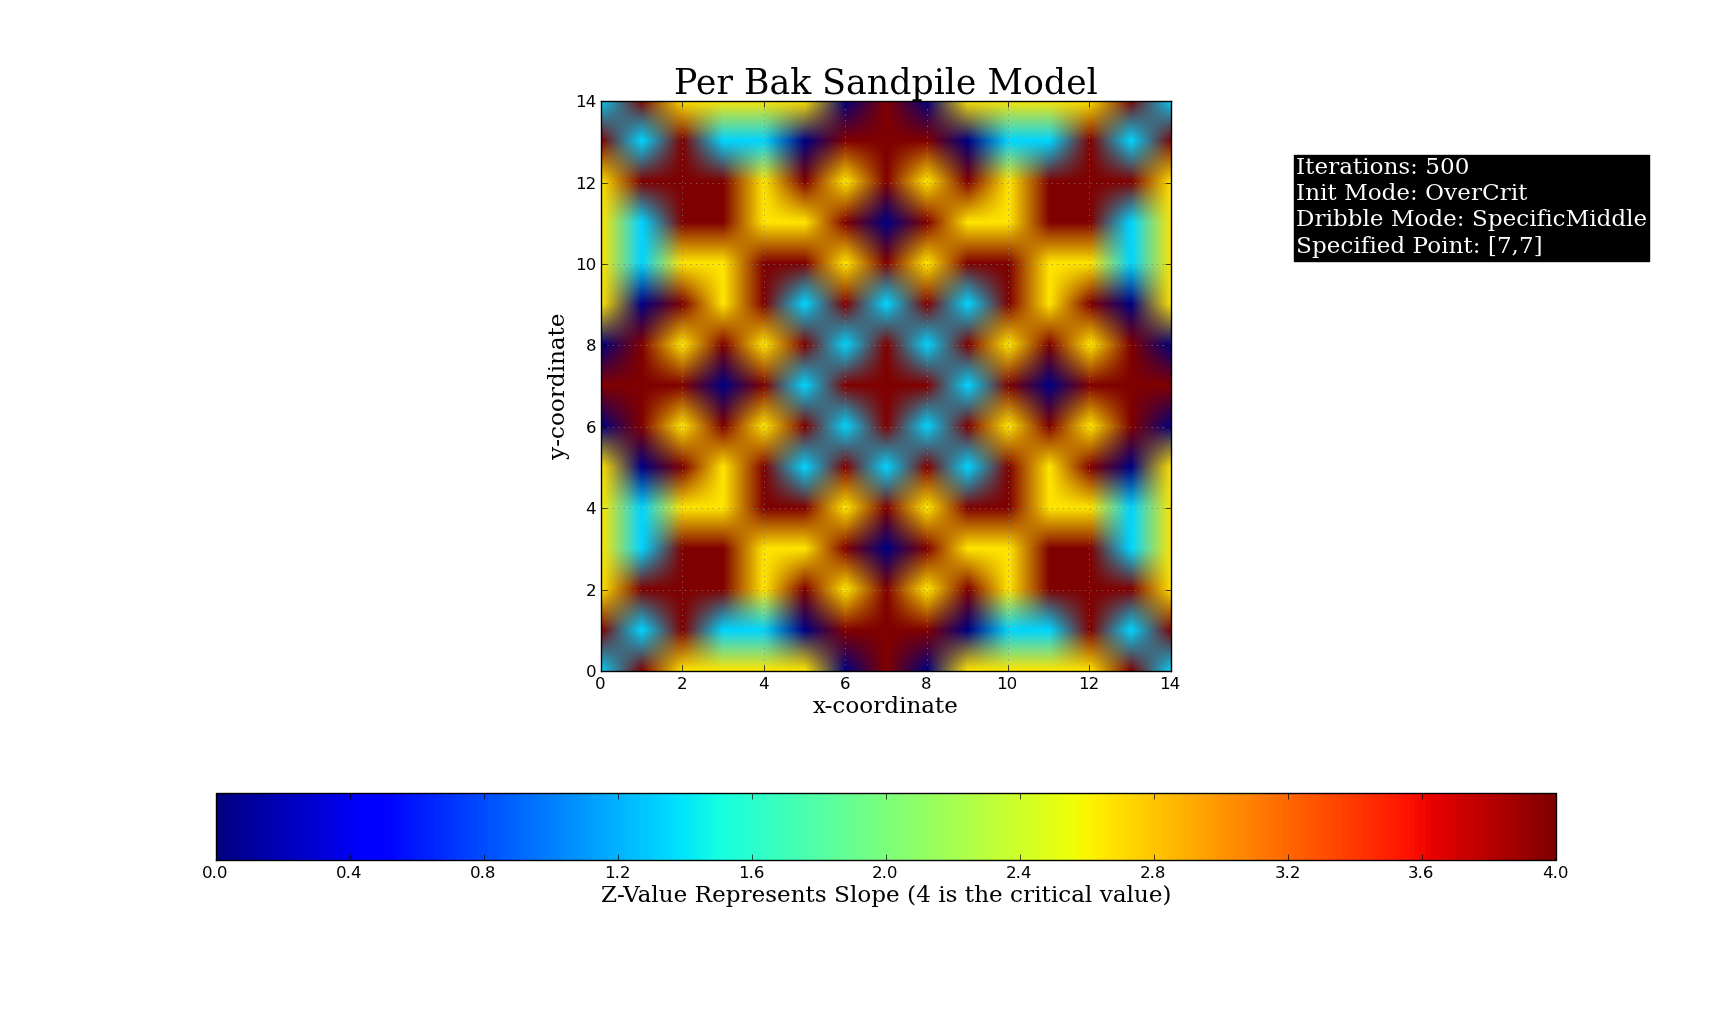 Per Bak Sandpile Model
14
12
10
8
6
4
2
0
y-coordinate
0 2 4 6 8 10 12 14
x-coordinate
Iterations: 500
Init Mode: OverCrit
Dribble Mode: SpecificMiddle
Specified Point: [7,7]
0.0 0.4 0.8 1.2 1.6 2.0 2.4 2.8 3.2 3.6 4.0
Z-Value Represents Slope (4 is the critical value)